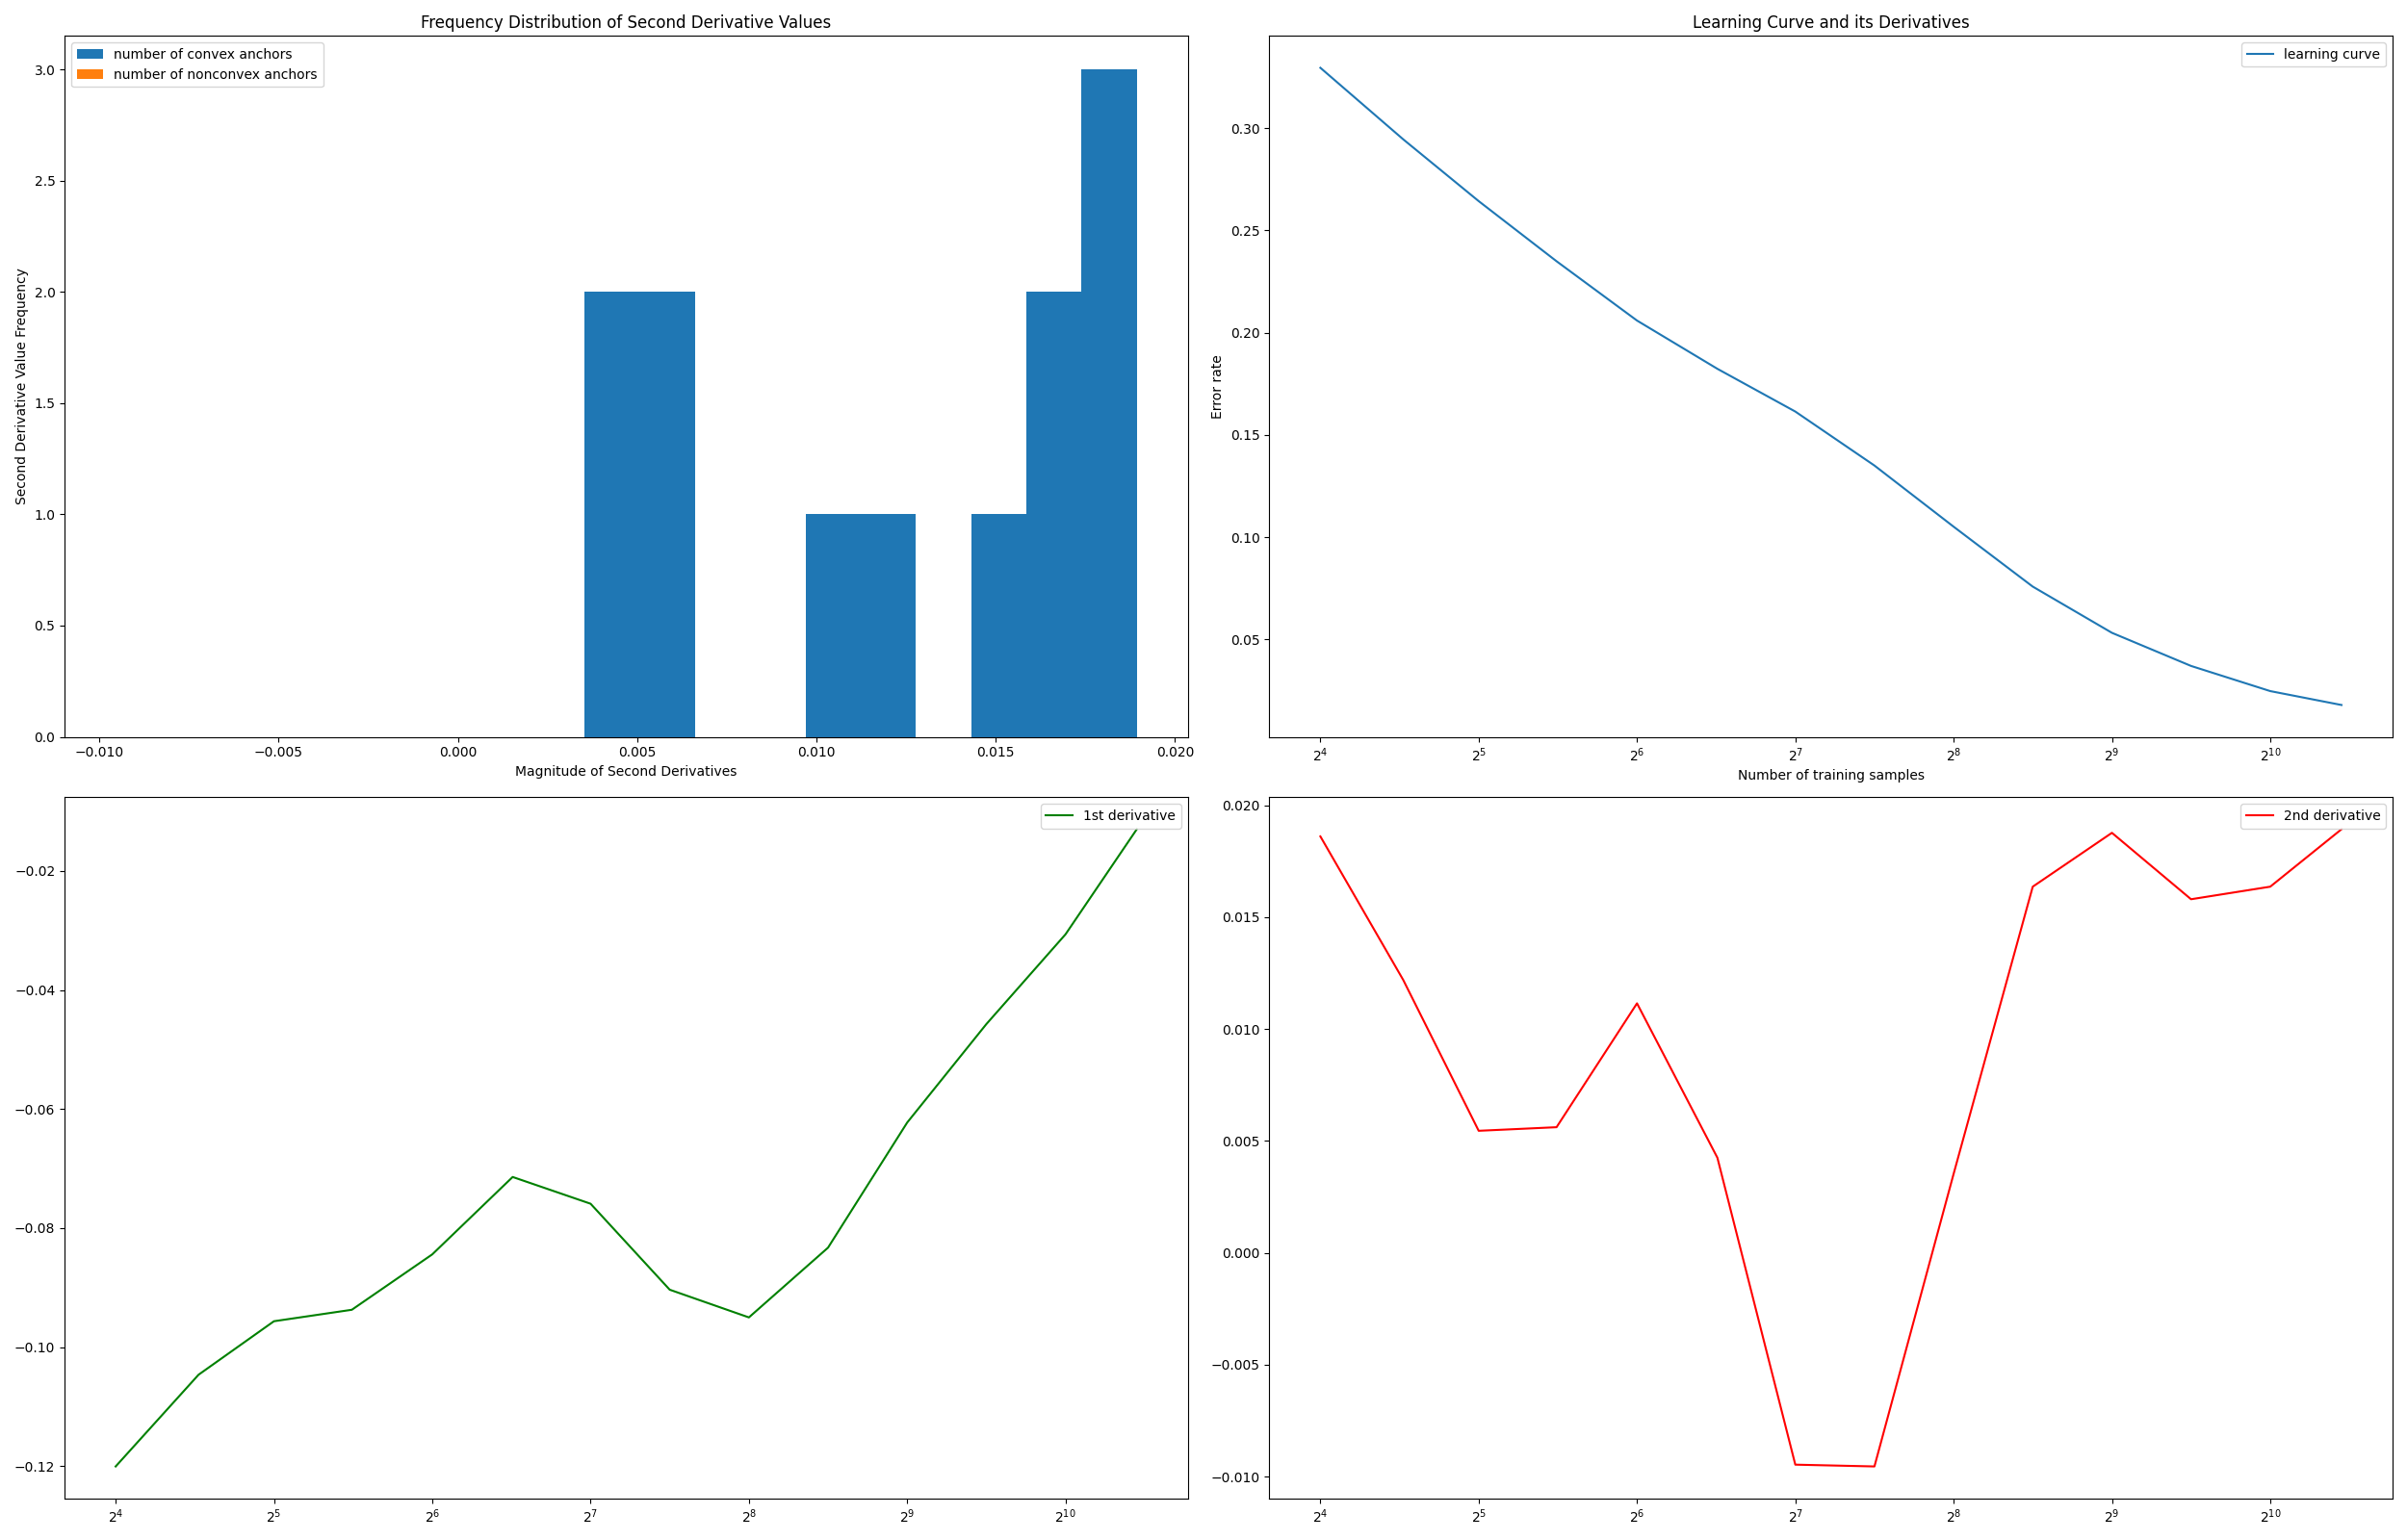 Frequency Distribution of Second Derivative Values
number of convex anchors
number of nonconvex anchors
Second Derivative Value Frequency
3.0
2.5
2.0
1.5
1.0
0.5
0.0
−0.010 −0.005 0.000 0.005 0.010 0.015 0.020
Magnitude of Second Derivatives
Learning Curve and its Derivatives
learning curve
Error rate
0.30
0.25
0.20
0.15
0.10
0.05
2⁴ 2⁵ 2⁶ 2⁷ 2⁸ 2⁹ 2¹⁰
Number of training samples
1st derivative
−0.02
−0.04
−0.06
−0.08
−0.10
−0.12
2⁴ 2⁵ 2⁶ 2⁷ 2⁸ 2⁹ 2¹⁰
2nd derivative
0.020
0.015
0.010
0.005
0.000
−0.005
−0.010
2⁴ 2⁵ 2⁶ 2⁷ 2⁸ 2⁹ 2¹⁰